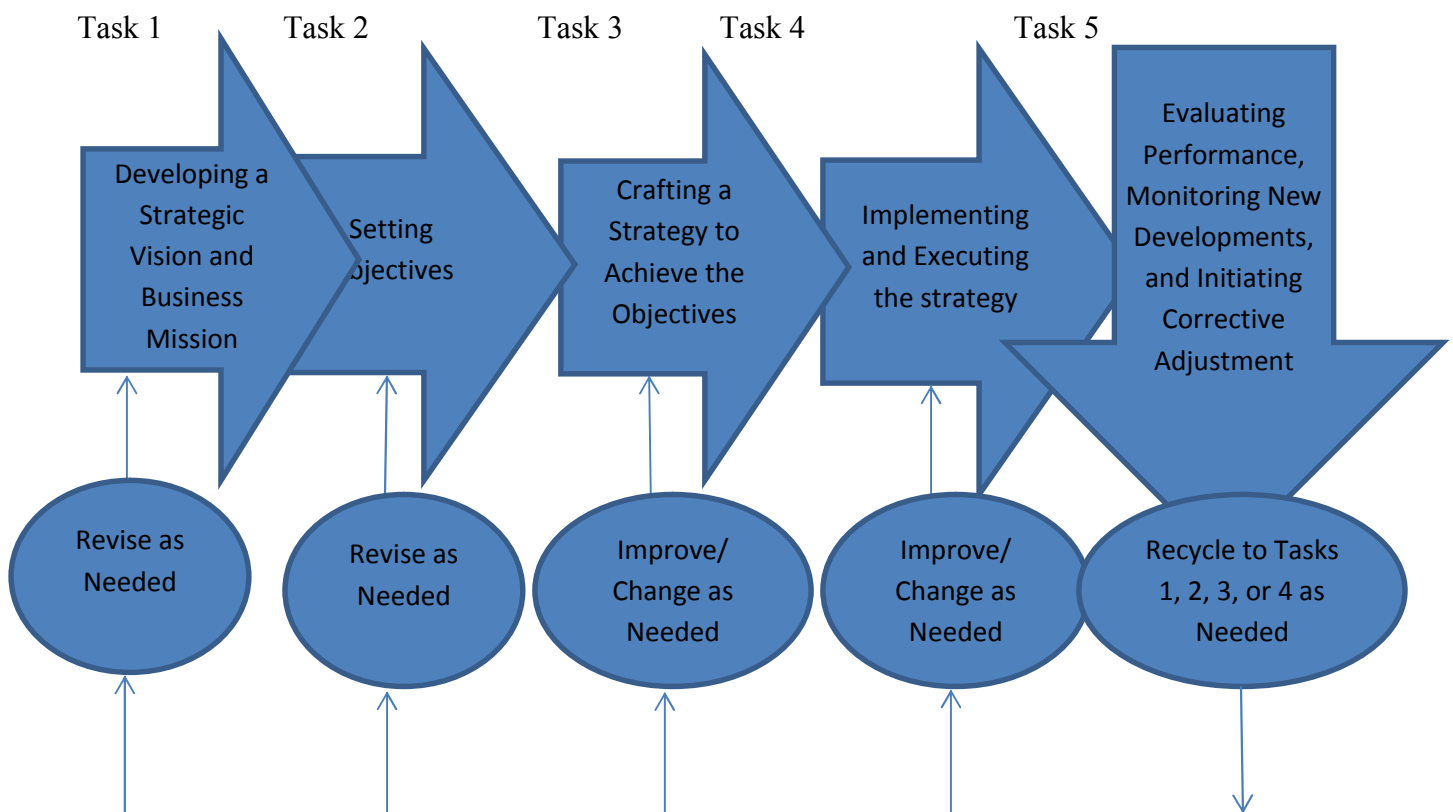 Task 1
Task 2
Task 3
Task 4
Task 5
Developing a
Strategic
Vision and
Business
Mission
Setting
bjectives
Crafting a
Strategy to
Achieve the
Objectives
Implementing
and Executing
the strategy
Evaluating
Performance,
Monitoring New
Developments,
and Initiating
Corrective
Adjustment
Revise as
Needed
Revise as
Needed
Improve/
Change as
Needed
Improve/
Change as
Needed
Recycle to Tasks
1, 2, 3, or 4 as
Needed